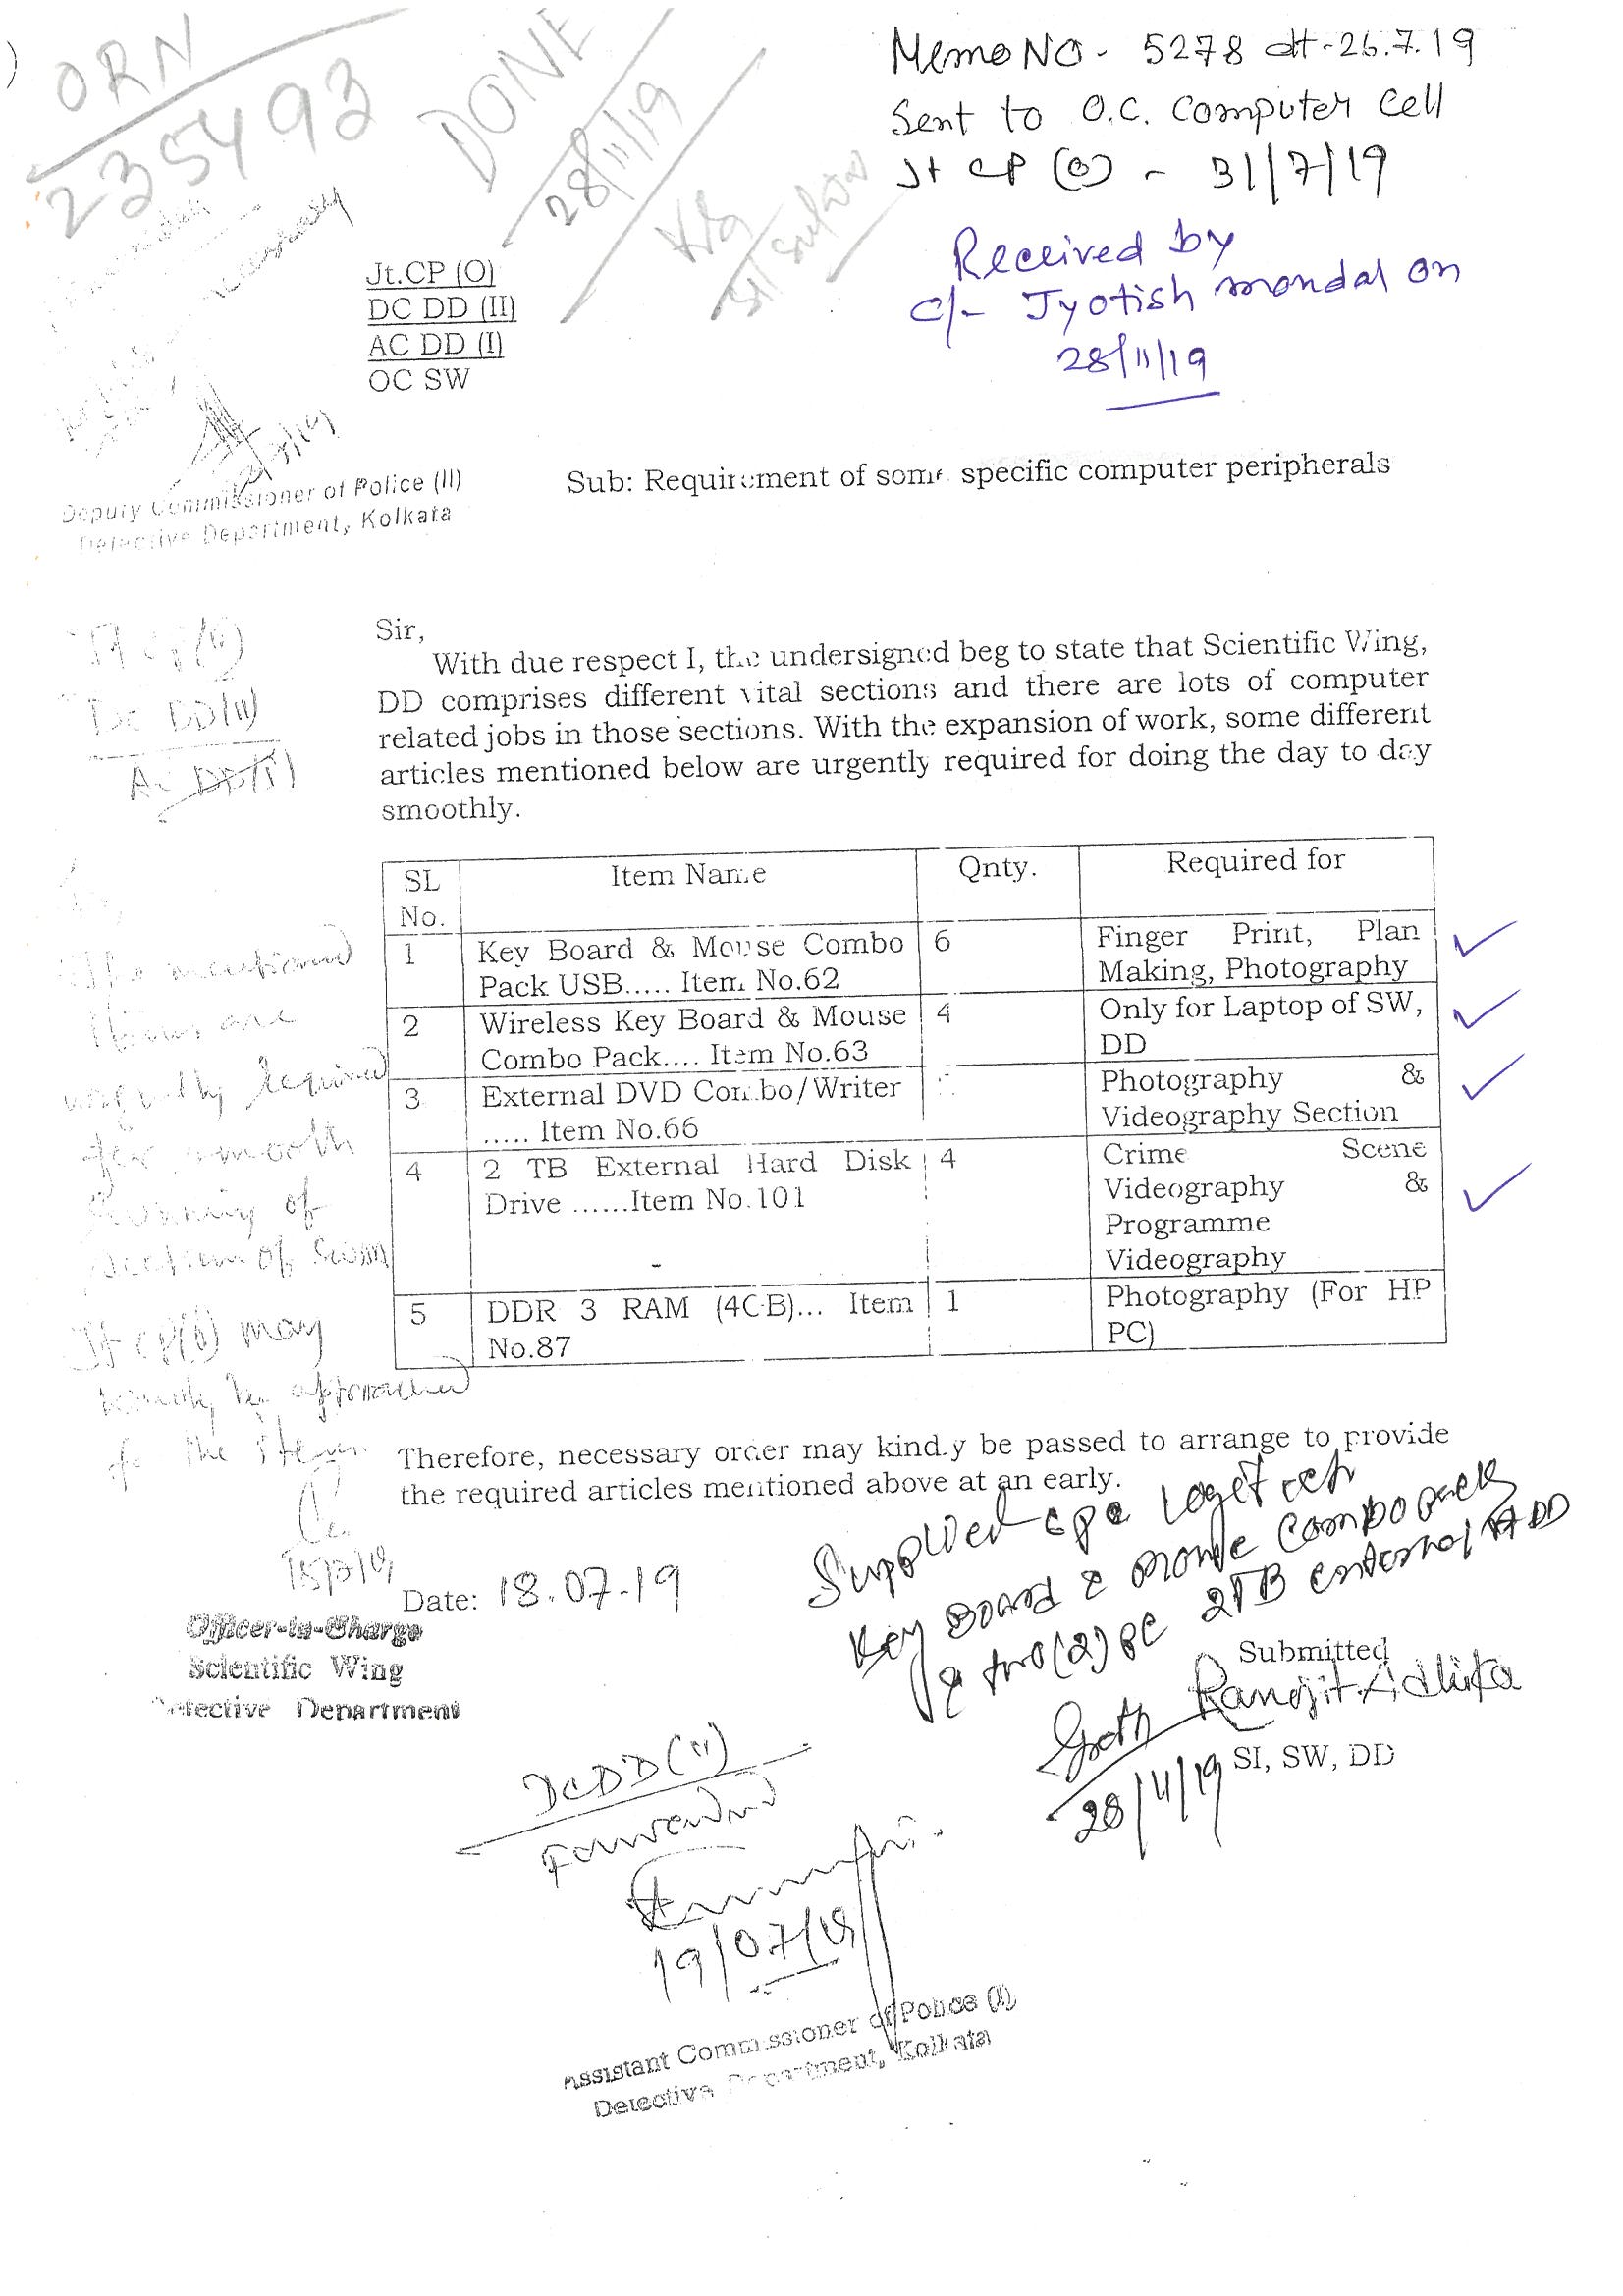 ORN
235493
DONE
28/11/19
Memo NO - 5278 dt - 26.7.19
Sent to O.C. Computer Cell
Jt CP (O) - 31/7/19
Received by
c/- Jyotish mondal on
28/11/19
Jt.CP (O)
DC DD (II)
AC DD (I)
OC SW
Deputy Commissioner of Police (II)
Detective Department, Kolkata
Sub: Requirement of some specific computer peripherals
Jt CP(O)
DC DD(II)
AC DD(I)
Sir,
With due respect I, the undersigned beg to state that Scientific Wing,
DD comprises different vital sections and there are lots of computer
related jobs in those sections. With the expansion of work, some different
articles mentioned below are urgently required for doing the day to day
smoothly.
SL No. Item Name Qnty. Required for
1 Key Board & Mouse Combo 6 Finger Print, Plan
Pack USB..... Item No.62 Making, Photography
2 Wireless Key Board & Mouse 4 Only for Laptop of SW,
Combo Pack.... Item No.63 DD
3 External DVD Combo/Writer Photography &
..... Item No.66 Videography Section
4 2 TB External Hard Disk 4 Crime Scene
Drive ......Item No.101 Videography &
Programme
Videography
5 DDR 3 RAM (4GB)... Item 1 Photography (For HP
No.87 PC)
The mentioned
items are
urgently required
for smooth
running of
section of
Jt CP(O) may
kindly be approached
for the items
Therefore, necessary order may kindly be passed to arrange to provide
the required articles mentioned above at an early.
Date: 18.07.19
Officer-in-Charge
Scientific Wing
Detective Department
Supplied
Key Board & Mouse Combo pack
& two(2) pc 2TB external HDD
Submitted
Ranojit Adhika
SI, SW, DD
28/11/19
DCDD(II)
Forwarded
19/07/19
Assistant Commissioner of Police (I),
Detective Department, Kolkata